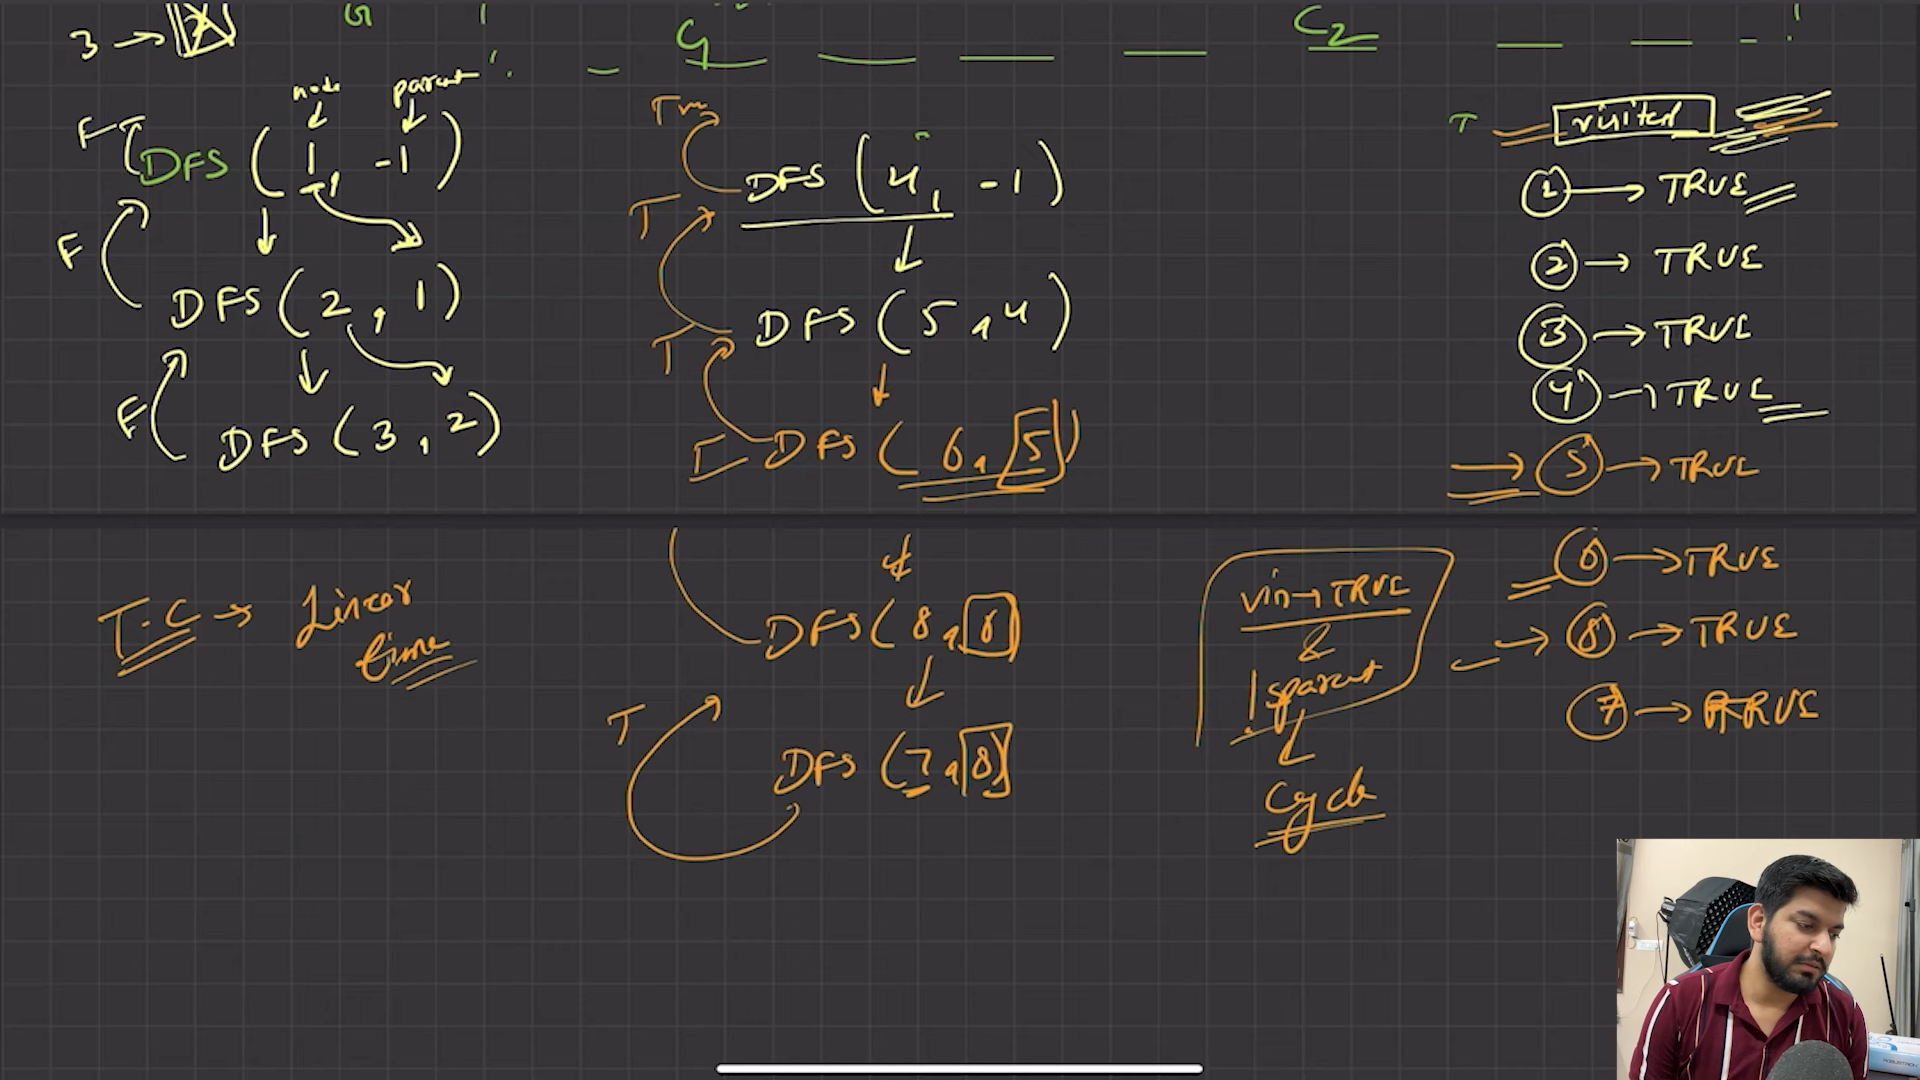 3 →
C2
node parent
F DFS ( 1, -1 )
F
DFS ( 2, 1 )
F
DFS ( 3, 2 )
T
DFS ( 4, -1 )
T
DFS ( 5, 4 )
T
DFS ( 6, 5 )
DFS ( 8, 6 )
T
DFS ( 7, 8 )
T visited
1 → TRUE
2 → TRUE
3 → TRUE
4 → TRUE
5 → TRUE
6 → TRUE
8 → TRUE
7 → TRUE
T.C → Linear
time
vis → TRUE
&
! parent
Cycle